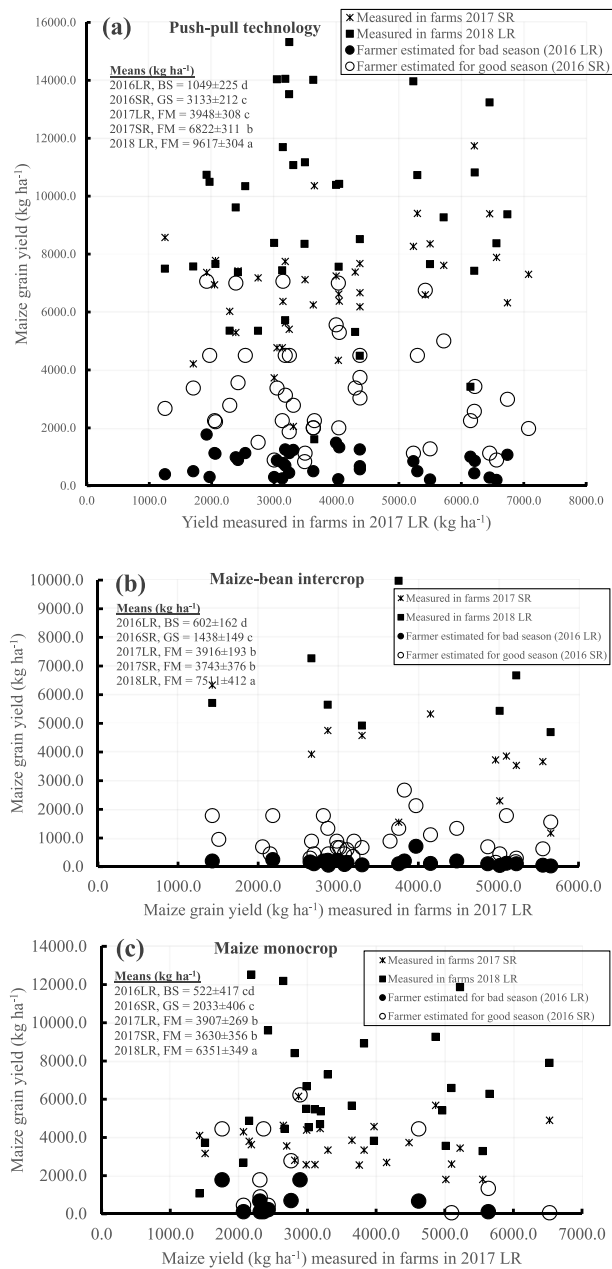 (a)
Push-pull technology
Measured in farms 2017 SR
Measured in farms 2018 LR
Farmer estimated for bad season (2016 LR)
Farmer estimated for good season (2016 SR)
Means (kg ha⁻¹)
2016LR, BS = 1049±225 d
2016SR, GS = 3133±212 c
2017LR, FM = 3948±308 c
2017SR, FM = 6822±311 b
2018 LR, FM = 9617±304 a
Maize grain yield (kg ha⁻¹)
16000.0
14000.0
12000.0
10000.0
8000.0
6000.0
4000.0
2000.0
0.0
0.0 1000.0 2000.0 3000.0 4000.0 5000.0 6000.0 7000.0 8000.0
Yield measured in farms in 2017 LR (kg ha⁻¹)
(b)
Maize-bean intercrop
Measured in farms 2017 SR
Measured in farms 2018 LR
Farmer estimated for bad season (2016 LR)
Farmer estimated for good season (2016 SR)
Means (kg ha⁻¹)
2016LR, BS = 602±162 d
2016SR, GS = 1438±149 c
2017LR, FM = 3916±193 b
2017SR, FM = 3743±376 b
2018LR, FM = 7511±412 a
Maize grain yield (kg ha⁻¹)
10000.0
9000.0
8000.0
7000.0
6000.0
5000.0
4000.0
3000.0
2000.0
1000.0
0.0
0.0 1000.0 2000.0 3000.0 4000.0 5000.0 6000.0
Maize grain yield (kg ha⁻¹) measured in farms in 2017 LR
(c)
Maize monocrop
Measured in farms 2017 SR
Measured in farms 2018 LR
Farmer estimated for bad season (2016 LR)
Farmer estimated for good season (2016 SR)
Means (kg ha⁻¹)
2016LR, BS = 522±417 cd
2016SR, GS = 2033±406 c
2017LR, FM = 3907±269 b
2017SR, FM = 3630±356 b
2018LR, FM = 6351±349 a
Maize grain yield (kg ha⁻¹)
14000.0
12000.0
10000.0
8000.0
6000.0
4000.0
2000.0
0.0
0.0 1000.0 2000.0 3000.0 4000.0 5000.0 6000.0 7000.0
Maize yield (kg ha⁻¹) measured in farms in 2017 LR